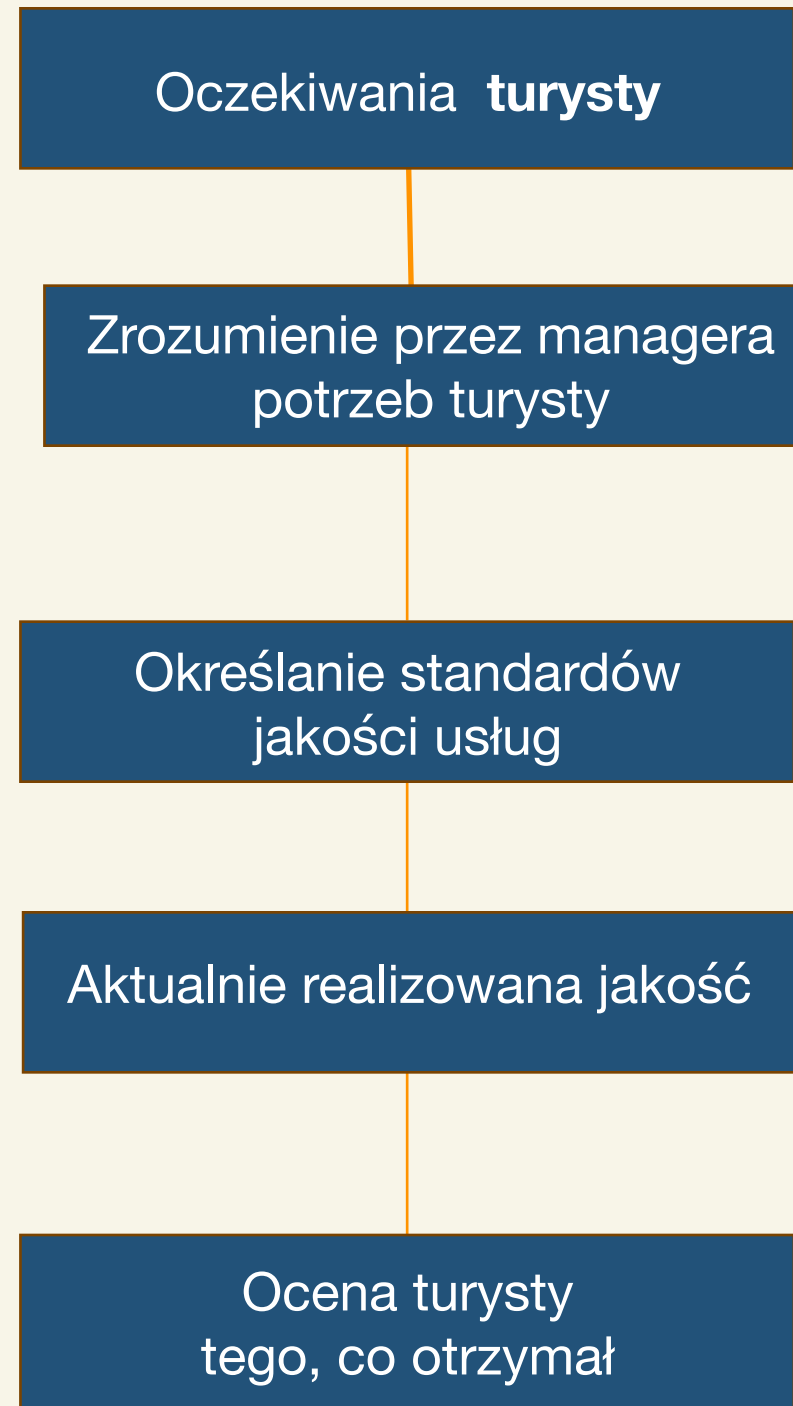 Oczekiwania turysty
Zrozumienie przez managera
potrzeb turysty
Określanie standardów
jakości usług
Aktualnie realizowana jakość
Ocena turysty
tego, co otrzymał